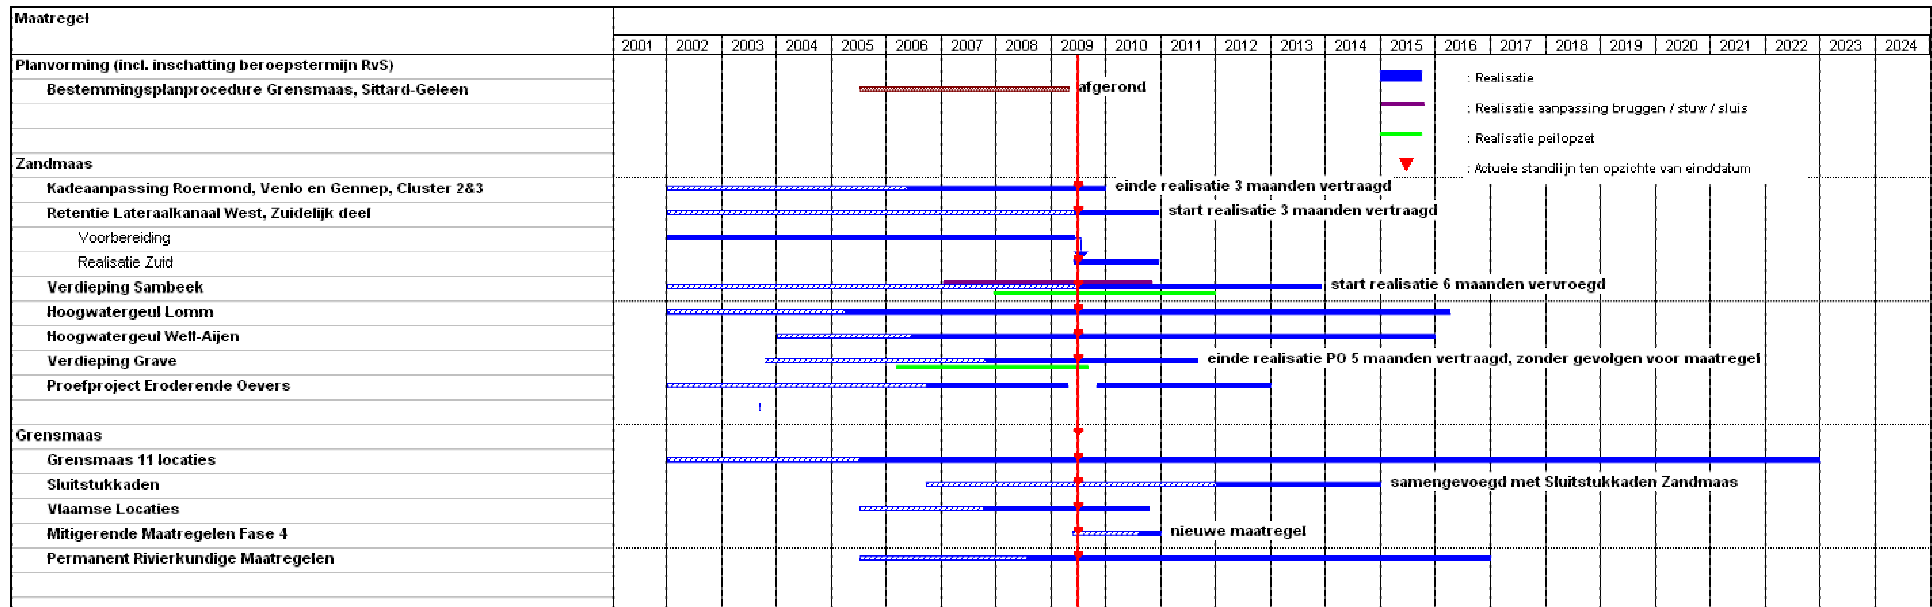 Maatregel
2001 2002 2003 2004 2005 2006 2007 2008 2009 2010 2011 2012 2013 2014 2015 2016 2017 2018 2019 2020 2021 2022 2023 2024
Planvorming (incl. inschatting beroepstermijn RvS)
: Realisatie
Bestemmingsplanprocedure Grensmaas, Sittard-Geleen afgerond
: Realisatie aanpassing bruggen / stuw / sluis
: Realisatie peilopzet
Zandmaas
: Actuele standlijn ten opzichte van einddatum
Kadeaanpassing Roermond, Venlo en Gennep, Cluster 2&3 einde realisatie 3 maanden vertraagd
Retentie Lateraalkanaal West, Zuidelijk deel start realisatie 3 maanden vertraagd
Voorbereiding
Realisatie Zuid
Verdieping Sambeek start realisatie 6 maanden vervroegd
Hoogwatergeul Lomm
Hoogwatergeul Well-Aijen
Verdieping Grave einde realisatie PO 5 maanden vertraagd, zonder gevolgen voor maatregel
Proefproject Eroderende Oevers
Grensmaas
Grensmaas 11 locaties
Sluitstukkaden samengevoegd met Sluitstukkaden Zandmaas
Vlaamse Locaties
Mitigerende Maatregelen Fase 4 nieuwe maatregel
Permanent Rivierkundige Maatregelen